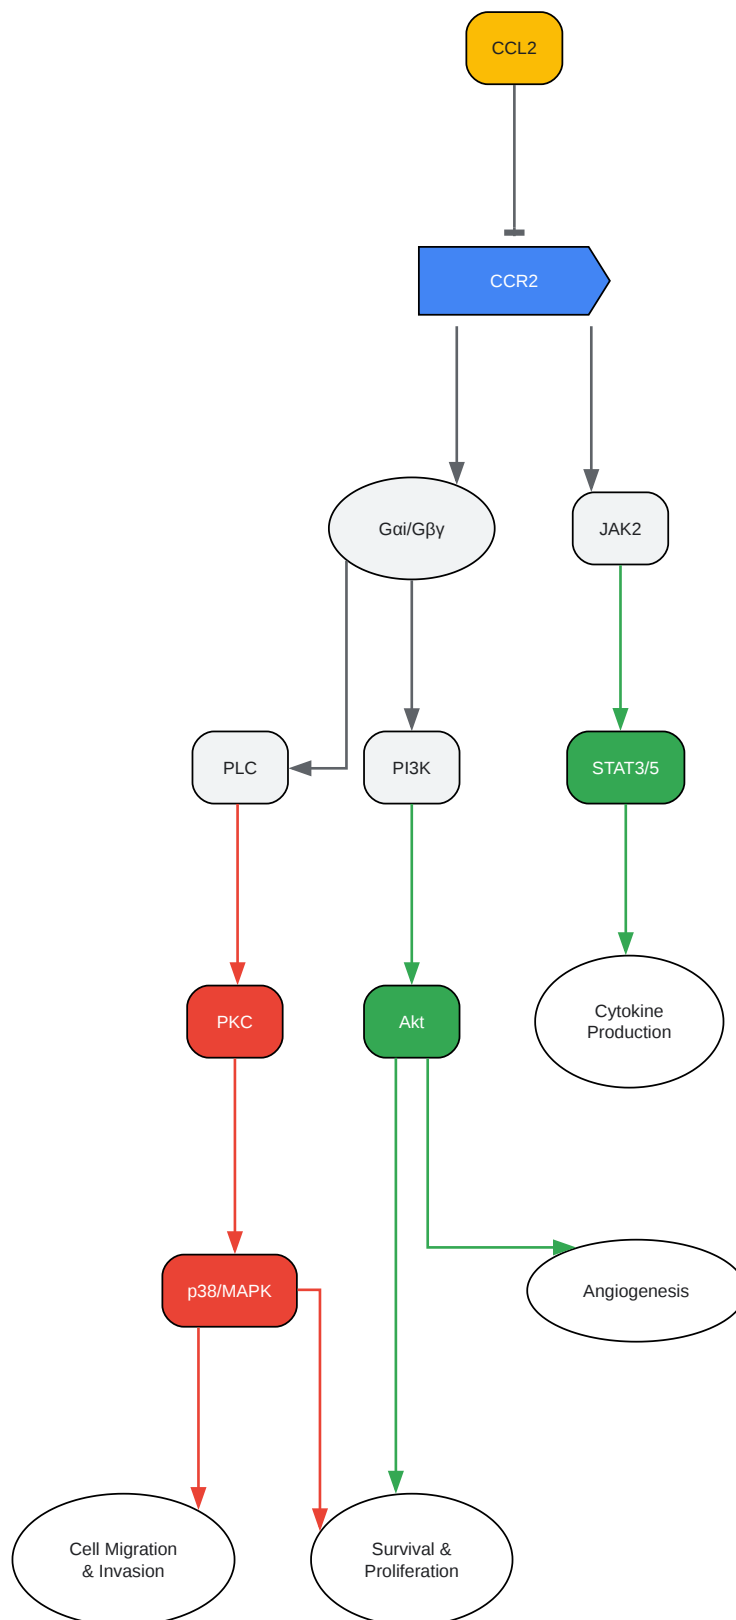 CCL2
CCR2
Gαi/Gβγ
JAK2
PLC
PI3K
STAT3/5
PKC
Akt
Cytokine
Production
p38/MAPK
Angiogenesis
Cell Migration
& Invasion
Survival &
Proliferation